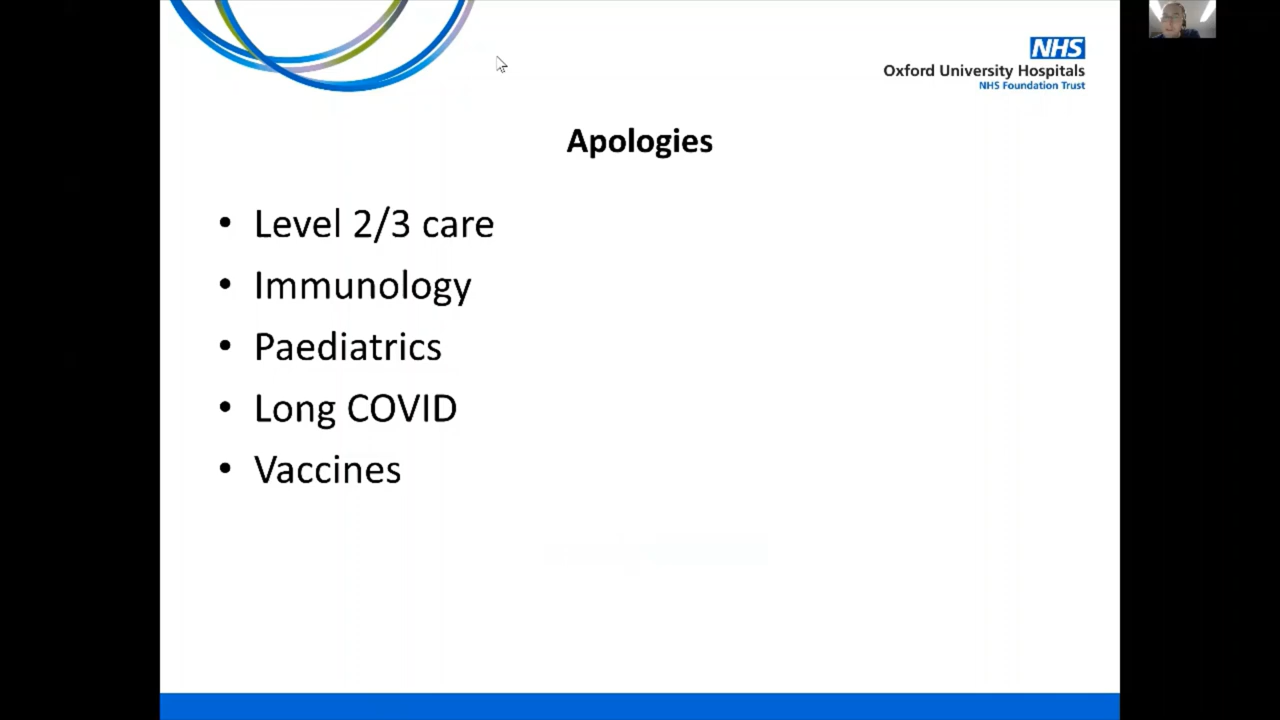 NHS
Oxford University Hospitals
NHS Foundation Trust
Apologies
• Level 2/3 care
• Immunology
• Paediatrics
• Long COVID
• Vaccines